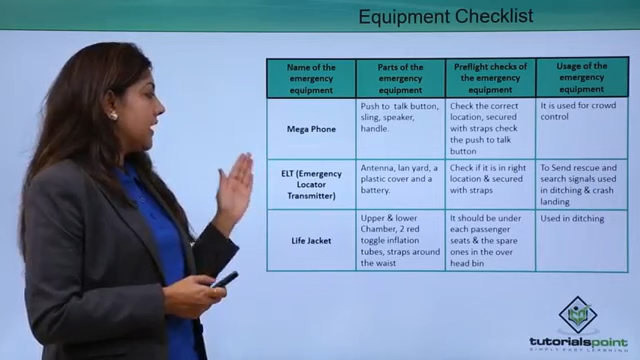 Equipment Checklist
Name of the
emergency
equipment
Parts of the
emergency
equipment
Preflight checks of
the emergency
equipment
Usage of the
emergency
equipment
Mega Phone
Push to talk button,
sling, speaker,
handle.
Check the correct
location, secured
with straps check
the push to talk
button
It is used for crowd
control
ELT (Emergency
Locator
Transmitter)
Antenna, lan yard, a
plastic cover and a
battery.
Check if it is in right
location & secured
with straps
To Send rescue and
search signals used
in ditching & crash
landing
Life Jacket
Upper & lower
Chamber, 2 red
toggle inflation
tubes, straps around
the waist
It should be under
each passenger
seats & the spare
ones in the over
head bin
Used in ditching
tutorialspoint
SIMPLY EASY LEARNING